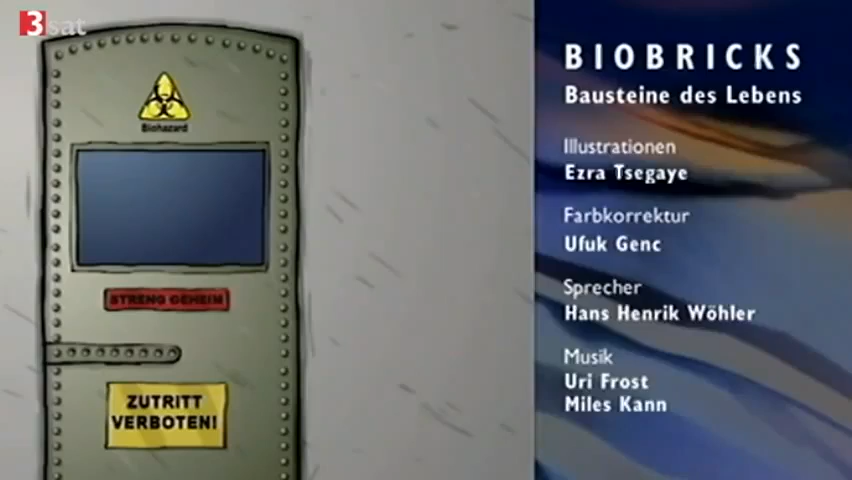 3sat
Biohazard
STRENG GEHEIM
ZUTRITT
VERBOTEN!
BIOBRICKS
Bausteine des Lebens
Illustrationen
Ezra Tsegaye
Farbkorrektur
Ufuk Genc
Sprecher
Hans Henrik Wöhler
Musik
Uri Frost
Miles Kann